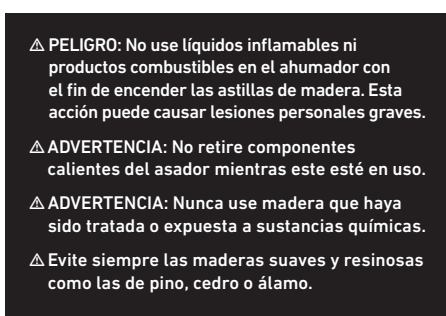 ⚠ PELIGRO: No use líquidos inflamables ni
productos combustibles en el ahumador con
el fin de encender las astillas de madera. Esta
acción puede causar lesiones personales graves.
⚠ ADVERTENCIA: No retire componentes
calientes del asador mientras este esté en uso.
⚠ ADVERTENCIA: Nunca use madera que haya
sido tratada o expuesta a sustancias químicas.
⚠ Evite siempre las maderas suaves y resinosas
como las de pino, cedro o álamo.